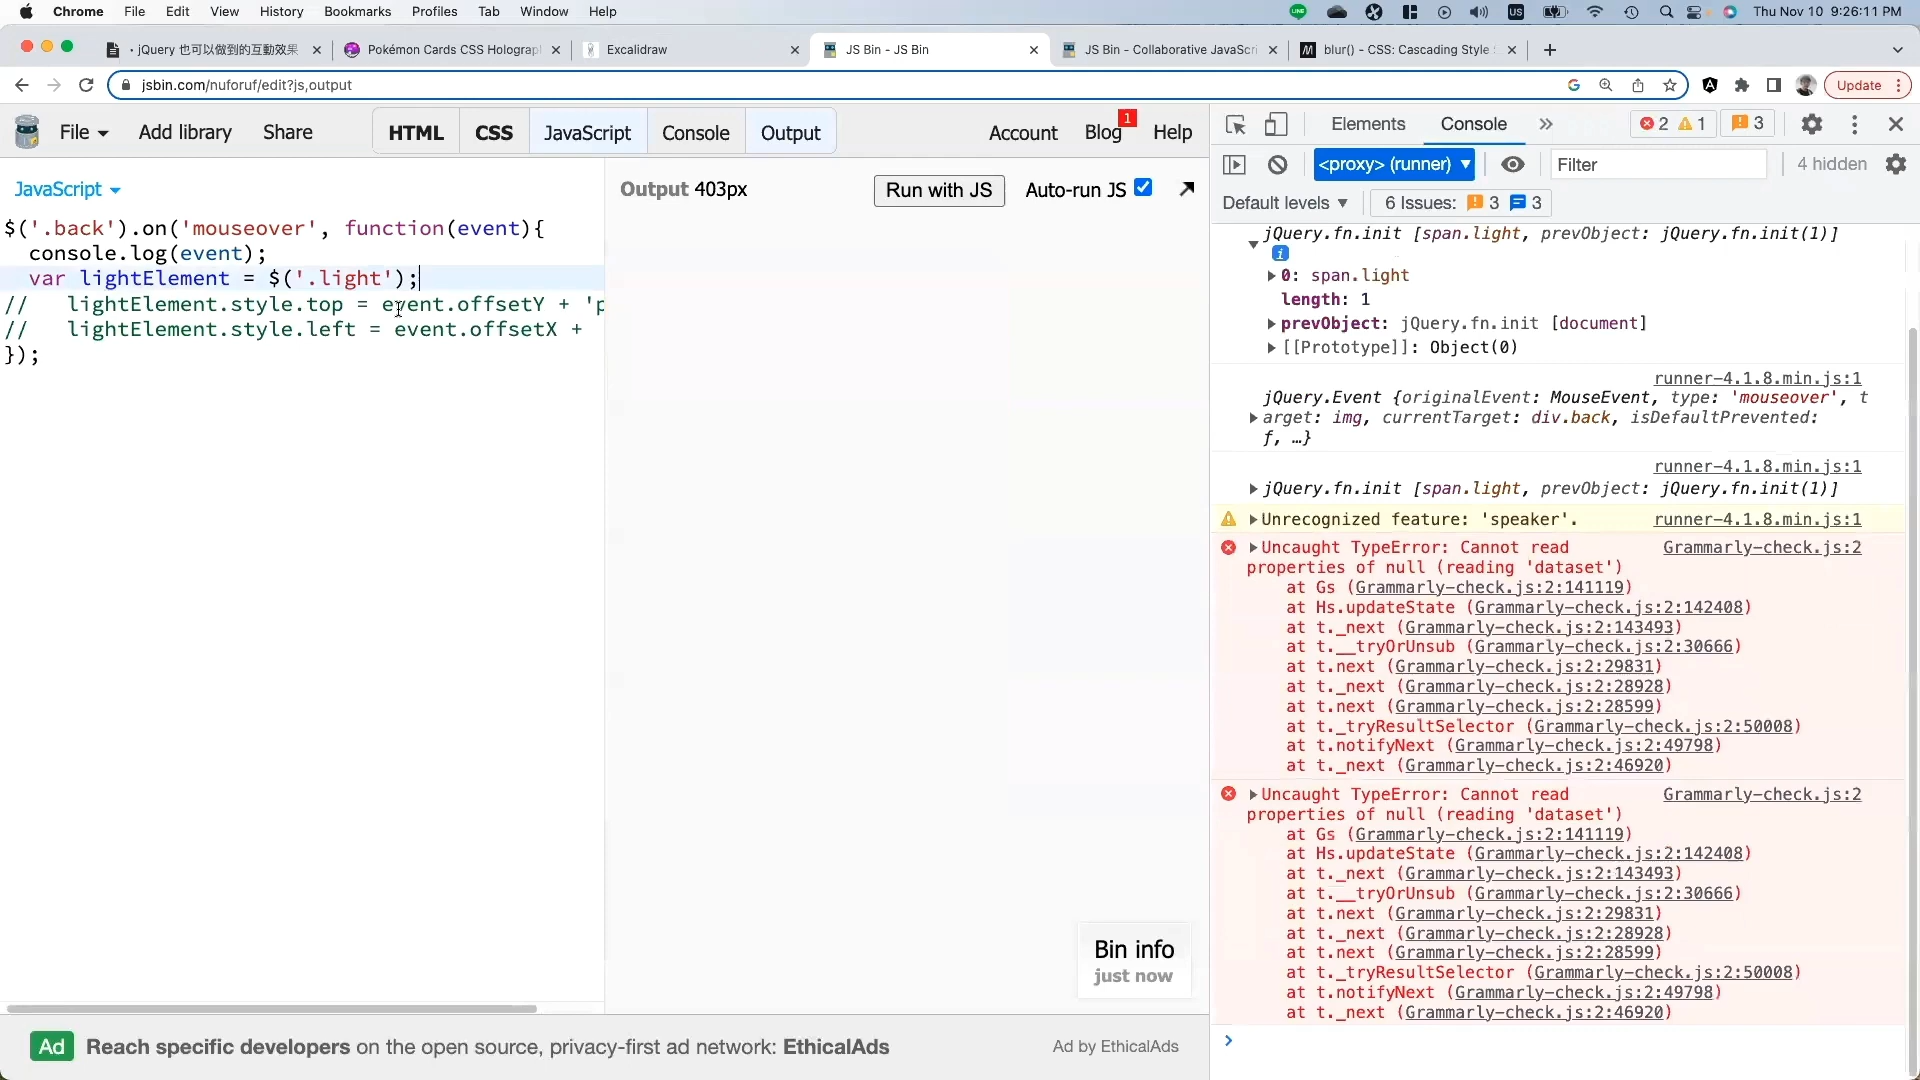 Chrome File Edit View History Bookmarks Profiles Tab Window Help US Thu Nov 10 9:26:11 PM
• jQuery 也可以做到的互動效果 Pokémon Cards CSS Holograph Excalidraw JS Bin - JS Bin JS Bin - Collaborative JavaScri blur() - CSS: Cascading Style
jsbin.com/nuforuf/edit?js,output Update
File Add library Share HTML CSS JavaScript Console Output Account Blog 1 Help
JavaScript
$('.back').on('mouseover', function(event){
  console.log(event);
  var lightElement = $('.light');
//   lightElement.style.top = event.offsetY + 'p
//   lightElement.style.left = event.offsetX +
});
Output 403px Run with JS Auto-run JS
Bin info
just now
Ad Reach specific developers on the open source, privacy-first ad network: EthicalAds Ad by EthicalAds
Elements Console » 2 1 3
<proxy> (runner) ▼ Filter 4 hidden
Default levels ▼ 6 Issues: 3 3
jQuery.fn.init [span.light, prevObject: jQuery.fn.init(1)]
i
0: span.light
length: 1
prevObject: jQuery.fn.init [document]
[[Prototype]]: Object(0)
runner-4.1.8.min.js:1
jQuery.Event {originalEvent: MouseEvent, type: 'mouseover', t
arget: img, currentTarget: div.back, isDefaultPrevented:
f, …}
runner-4.1.8.min.js:1
jQuery.fn.init [span.light, prevObject: jQuery.fn.init(1)]
Unrecognized feature: 'speaker'. runner-4.1.8.min.js:1
Uncaught TypeError: Cannot read Grammarly-check.js:2
properties of null (reading 'dataset')
at Gs (Grammarly-check.js:2:141119)
at Hs.updateState (Grammarly-check.js:2:142408)
at t._next (Grammarly-check.js:2:143493)
at t.__tryOrUnsub (Grammarly-check.js:2:30666)
at t.next (Grammarly-check.js:2:29831)
at t._next (Grammarly-check.js:2:28928)
at t.next (Grammarly-check.js:2:28599)
at t._tryResultSelector (Grammarly-check.js:2:50008)
at t.notifyNext (Grammarly-check.js:2:49798)
at t._next (Grammarly-check.js:2:46920)
Uncaught TypeError: Cannot read Grammarly-check.js:2
properties of null (reading 'dataset')
at Gs (Grammarly-check.js:2:141119)
at Hs.updateState (Grammarly-check.js:2:142408)
at t._next (Grammarly-check.js:2:143493)
at t.__tryOrUnsub (Grammarly-check.js:2:30666)
at t.next (Grammarly-check.js:2:29831)
at t._next (Grammarly-check.js:2:28928)
at t.next (Grammarly-check.js:2:28599)
at t._tryResultSelector (Grammarly-check.js:2:50008)
at t.notifyNext (Grammarly-check.js:2:49798)
at t._next (Grammarly-check.js:2:46920)